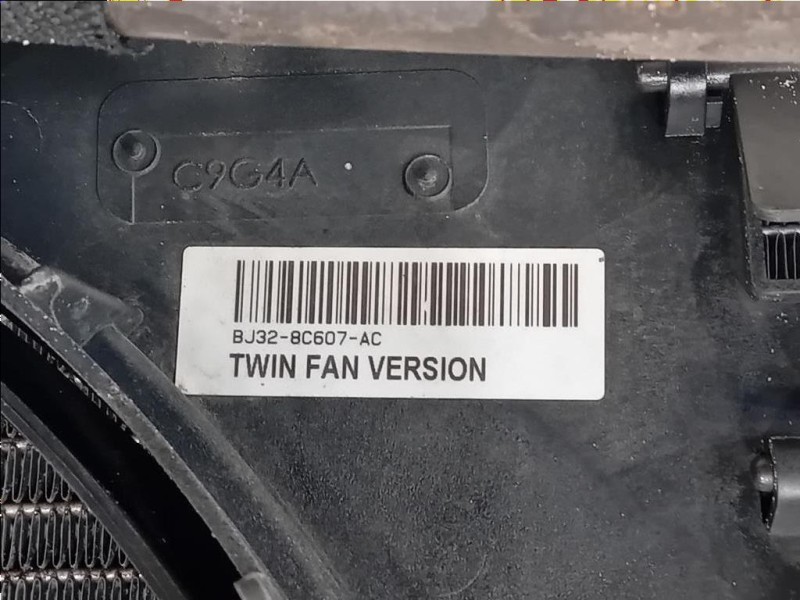 C9G4A
BJ32-8C607-AC
TWIN FAN VERSION